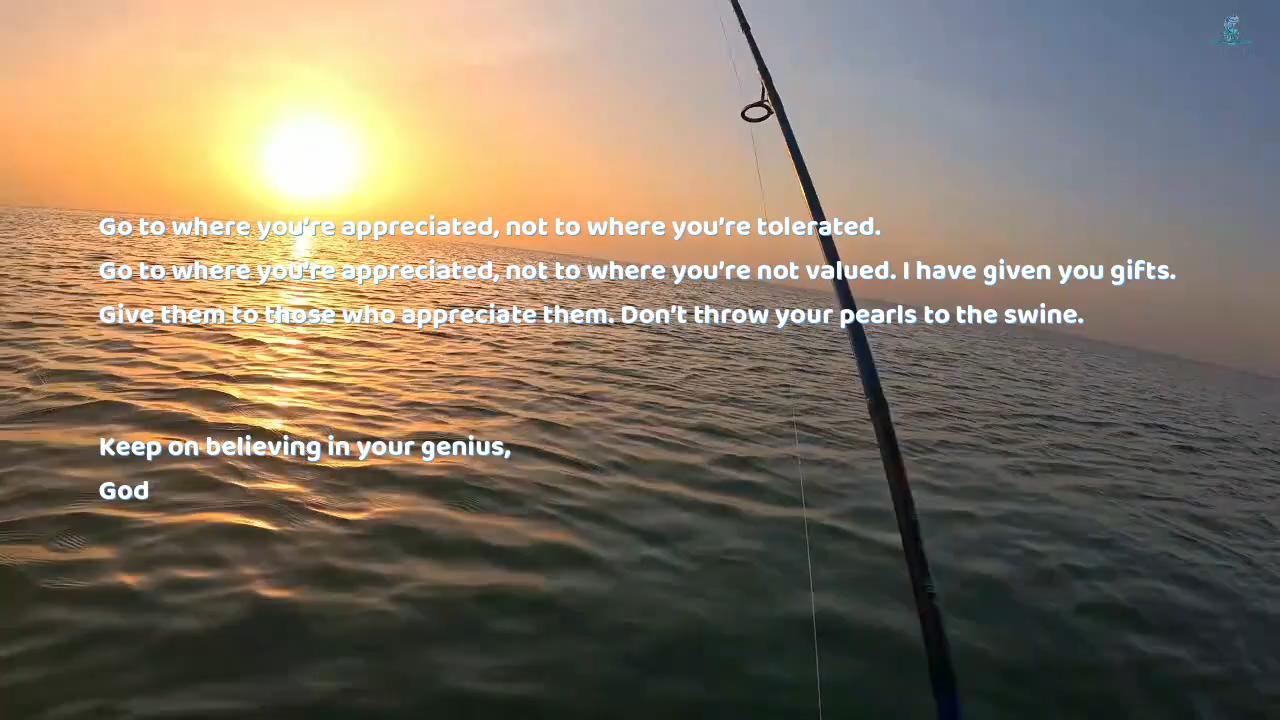 Go to where you're appreciated, not to where you're tolerated.
Go to where you're appreciated, not to where you're not valued. I have given you gifts.
Give them to those who appreciate them. Don't throw your pearls to the swine.
Keep on believing in your genius,
God